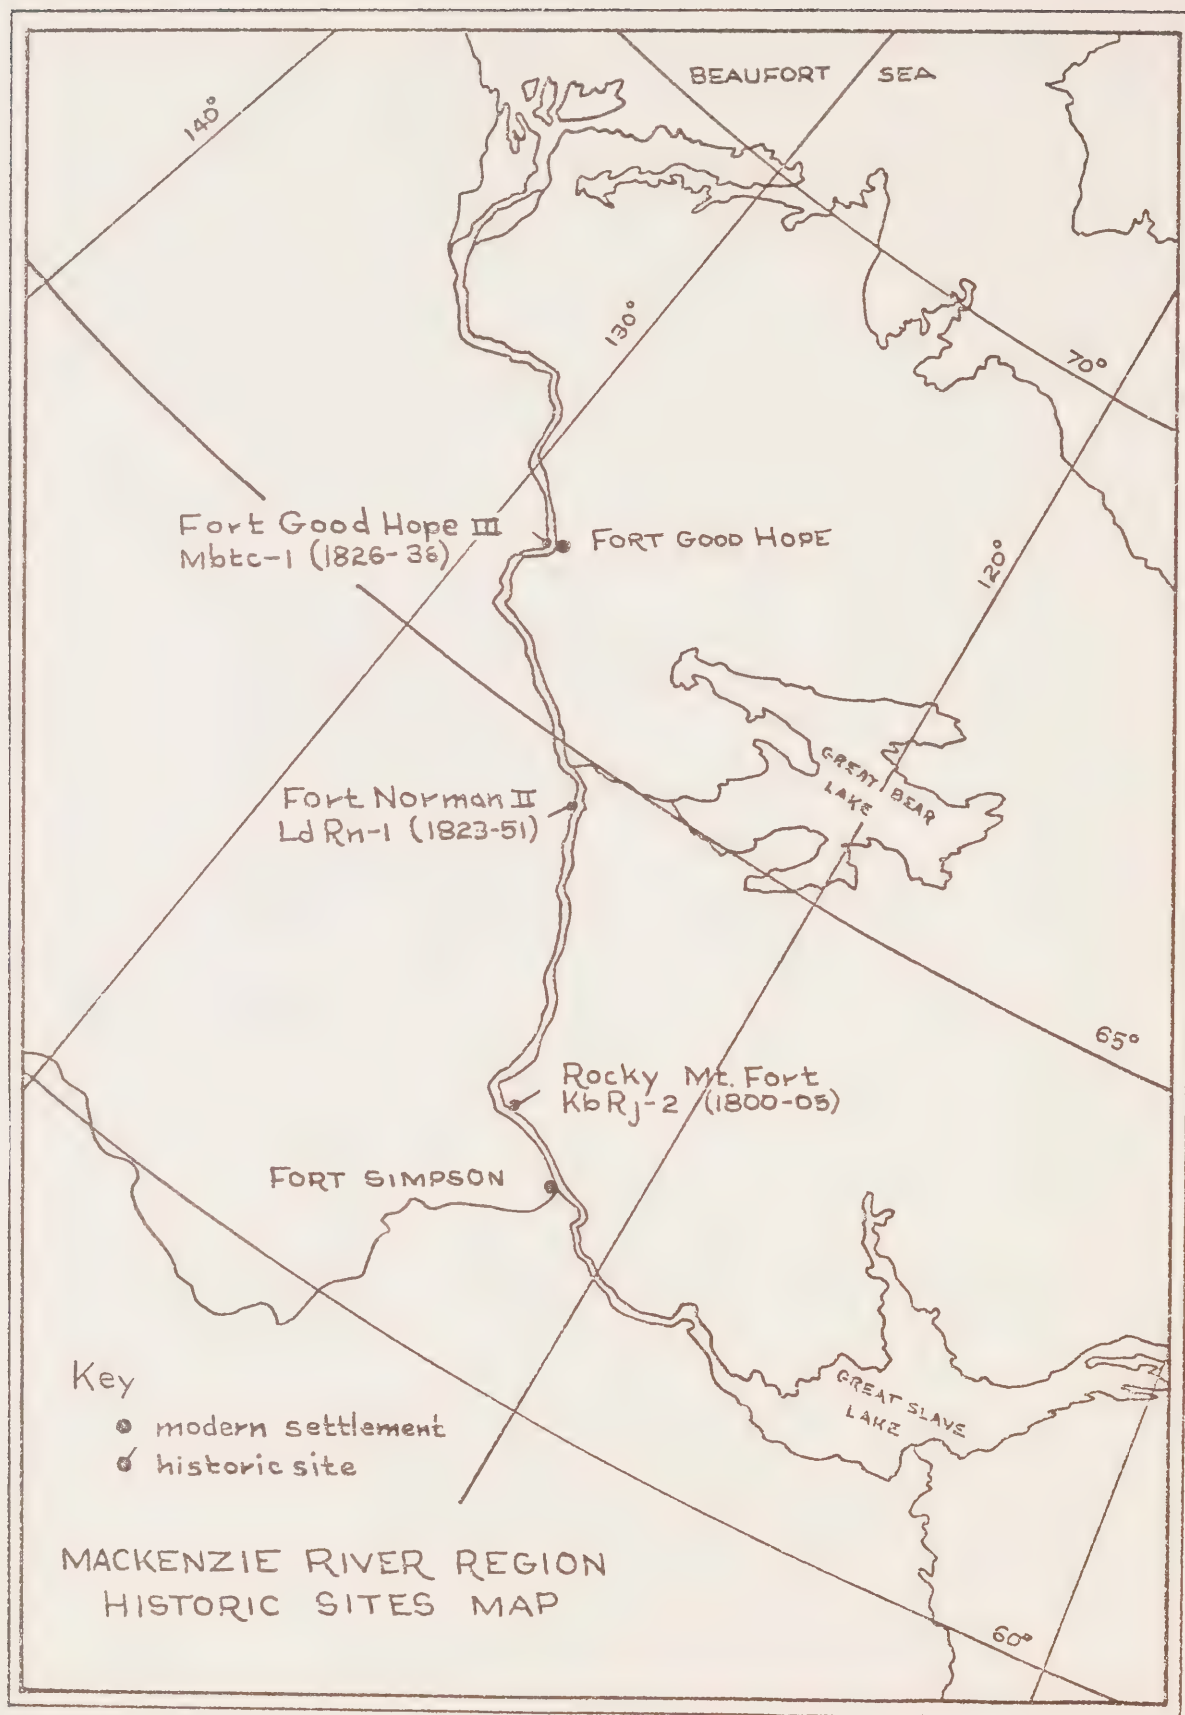 BEAUFORT SEA
140°
130°
70°
120°
Fort Good Hope III
Mbtc-1 (1826-36)
FORT GOOD HOPE
GREAT BEAR
LAKE
Fort Norman II
Ld Rn-1 (1823-51)
65°
Rocky Mt. Fort
KbRj-2 (1800-05)
FORT SIMPSON
GREAT SLAVE
LAKE
Key
modern settlement
historic site
MACKENZIE RIVER REGION
HISTORIC SITES MAP
60°